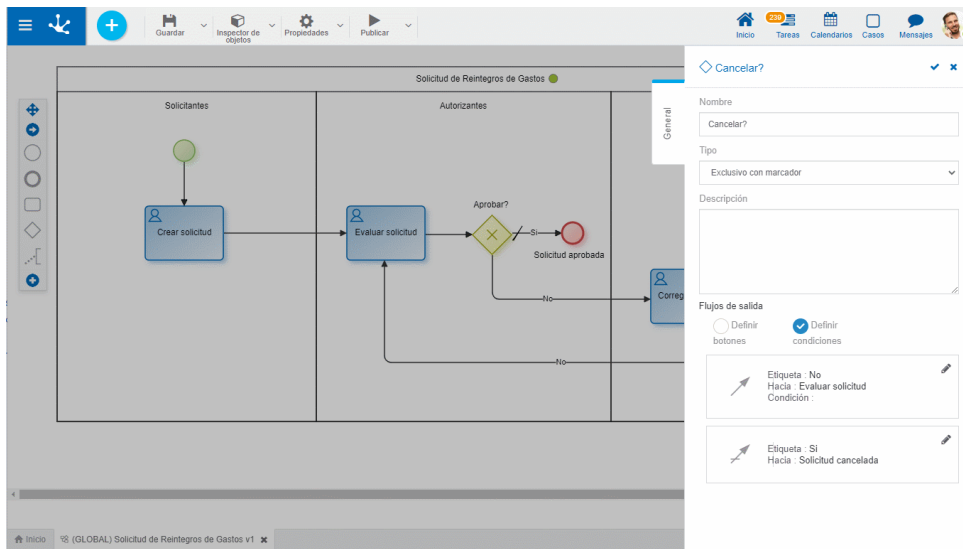 Guardar
Inspector de
objetos
Propiedades
Publicar
Inicio
239
Tareas
Calendarios
Casos
Mensajes
Solicitud de Reintegros de Gastos
Solicitantes
Autorizantes
Crear solicitud
Evaluar solicitud
Aprobar?
Si
Solicitud aprobada
No
Correg
No
General
Cancelar?
Nombre
Cancelar?
Tipo
Exclusivo con marcador
Descripción
Flujos de salida
Definir
botones
Definir
condiciones
Etiqueta : No
Hacia : Evaluar solicitud
Condición :
Etiqueta : Si
Hacia : Solicitud cancelada
Inicio
(GLOBAL) Solicitud de Reintegros de Gastos v1